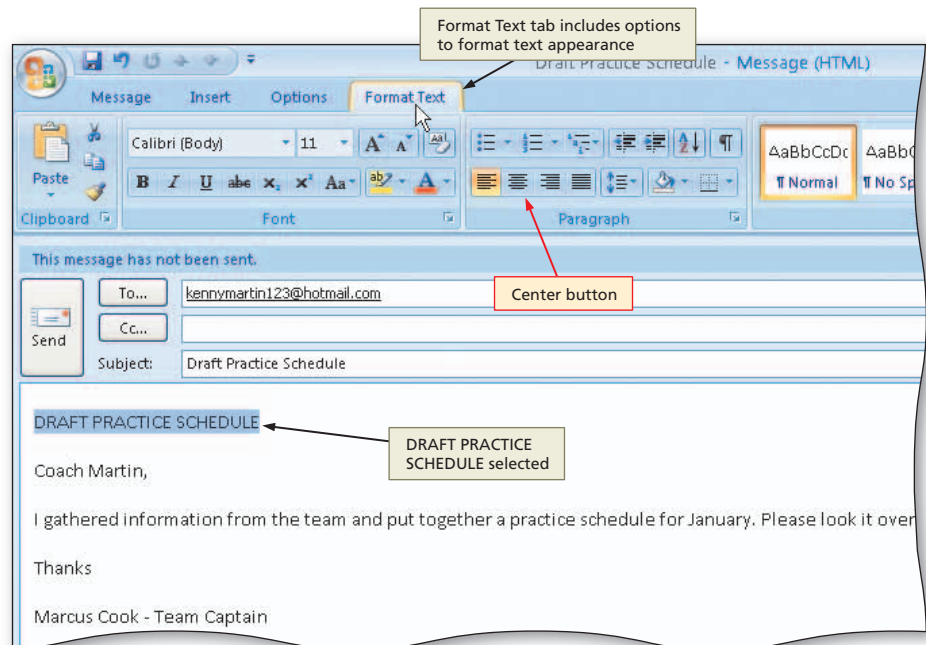 Format Text tab includes options
to format text appearance
Draft Practice Schedule - Message (HTML)
Message Insert Options Format Text
Calibri (Body) 11 A A Aa
AaBbCcDc AaBb
Paste
B I U abc x₂ x² Aa ab A
¶ Normal ¶ No Sp
Clipboard Font Paragraph
This message has not been sent.
To... kennymartin123@hotmail.com
Center button
Cc...
Send
Subject: Draft Practice Schedule
DRAFT PRACTICE SCHEDULE
DRAFT PRACTICE
SCHEDULE selected
Coach Martin,
I gathered information from the team and put together a practice schedule for January. Please look it over
Thanks
Marcus Cook - Team Captain